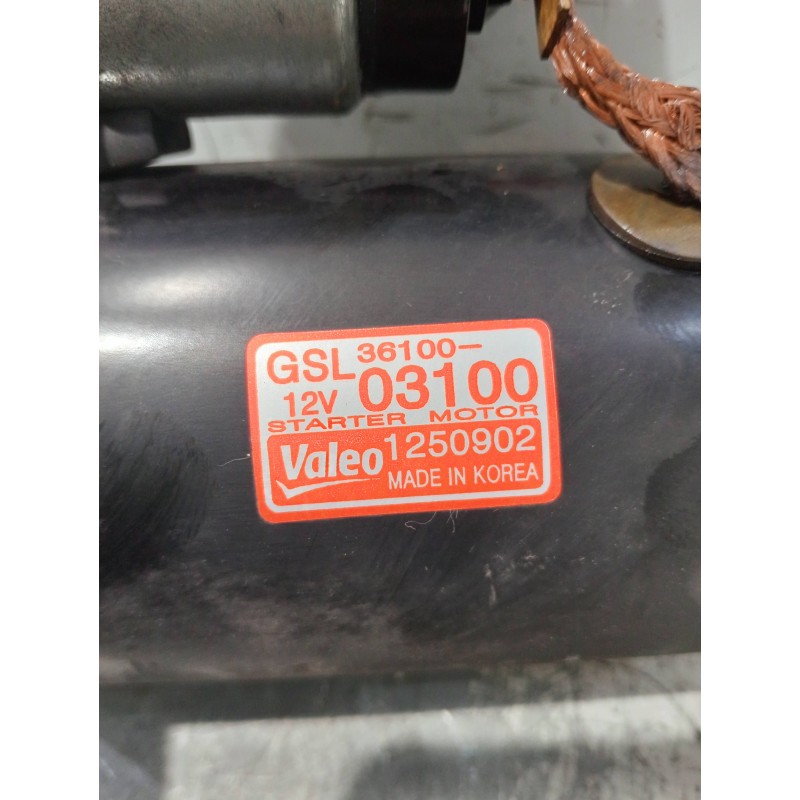 GSL 36100-
12V 03100
STARTER MOTOR
Valeo 1250902
MADE IN KOREA